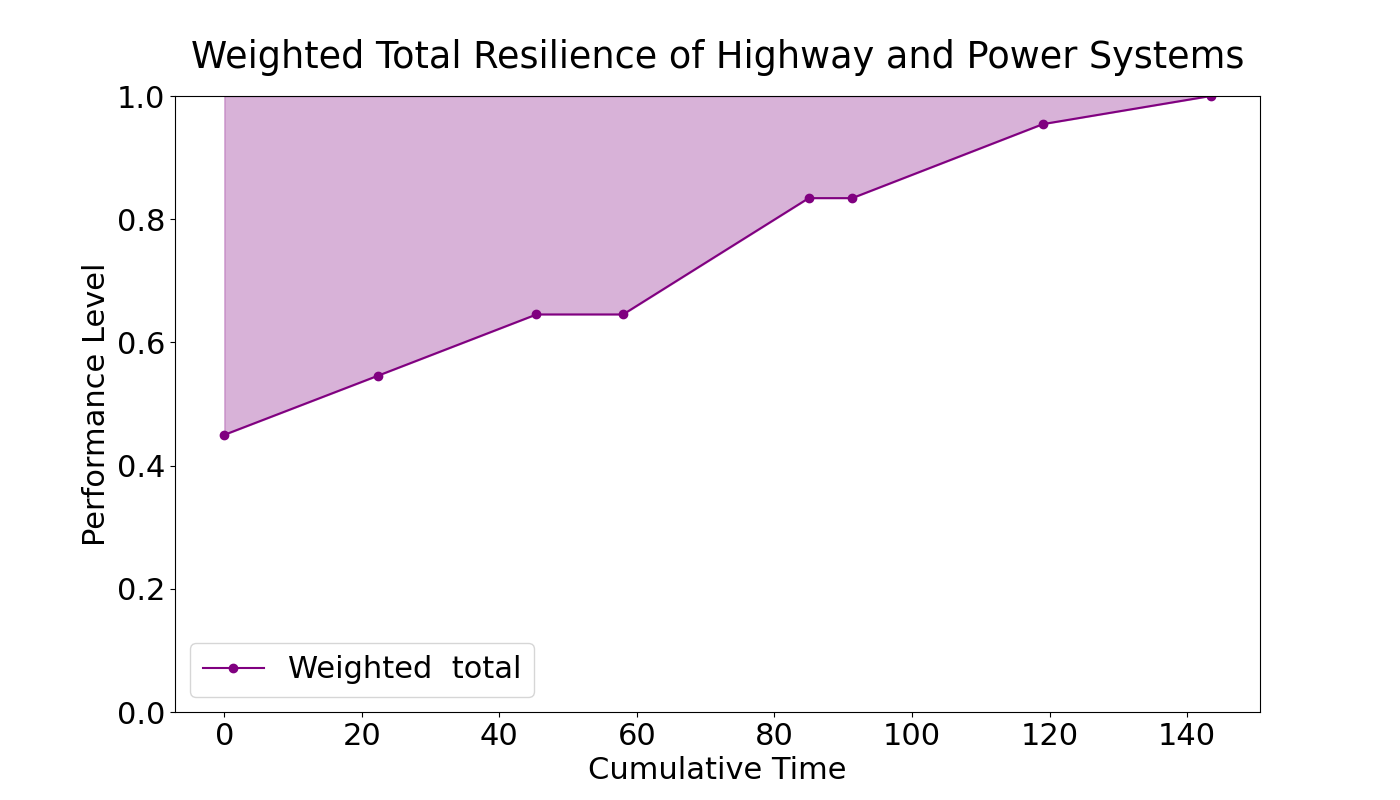 Weighted Total Resilience of Highway and Power Systems
1.0
0.8
0.6
0.4
0.2
0.0
Performance Level
Weighted  total
0 20 40 60 80 100 120 140
Cumulative Time